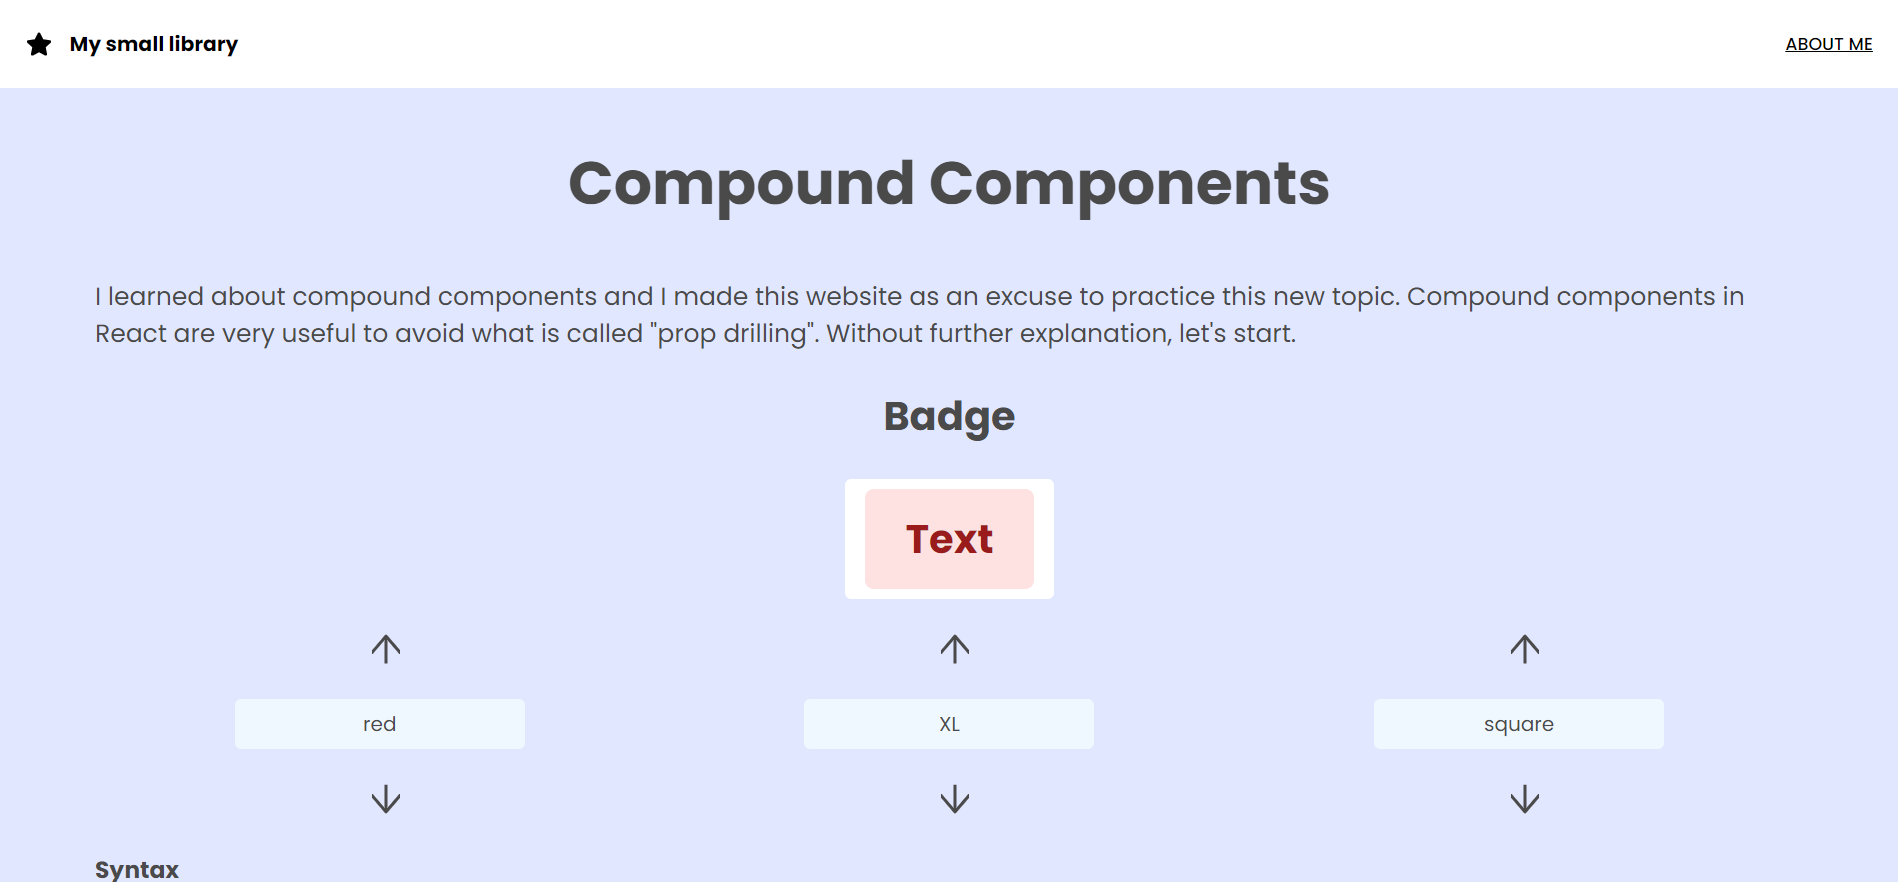 My small library
ABOUT ME
Compound Components
I learned about compound components and I made this website as an excuse to practice this new topic. Compound components in
React are very useful to avoid what is called "prop drilling". Without further explanation, let's start.
Badge
Text
red
XL
square
Syntax